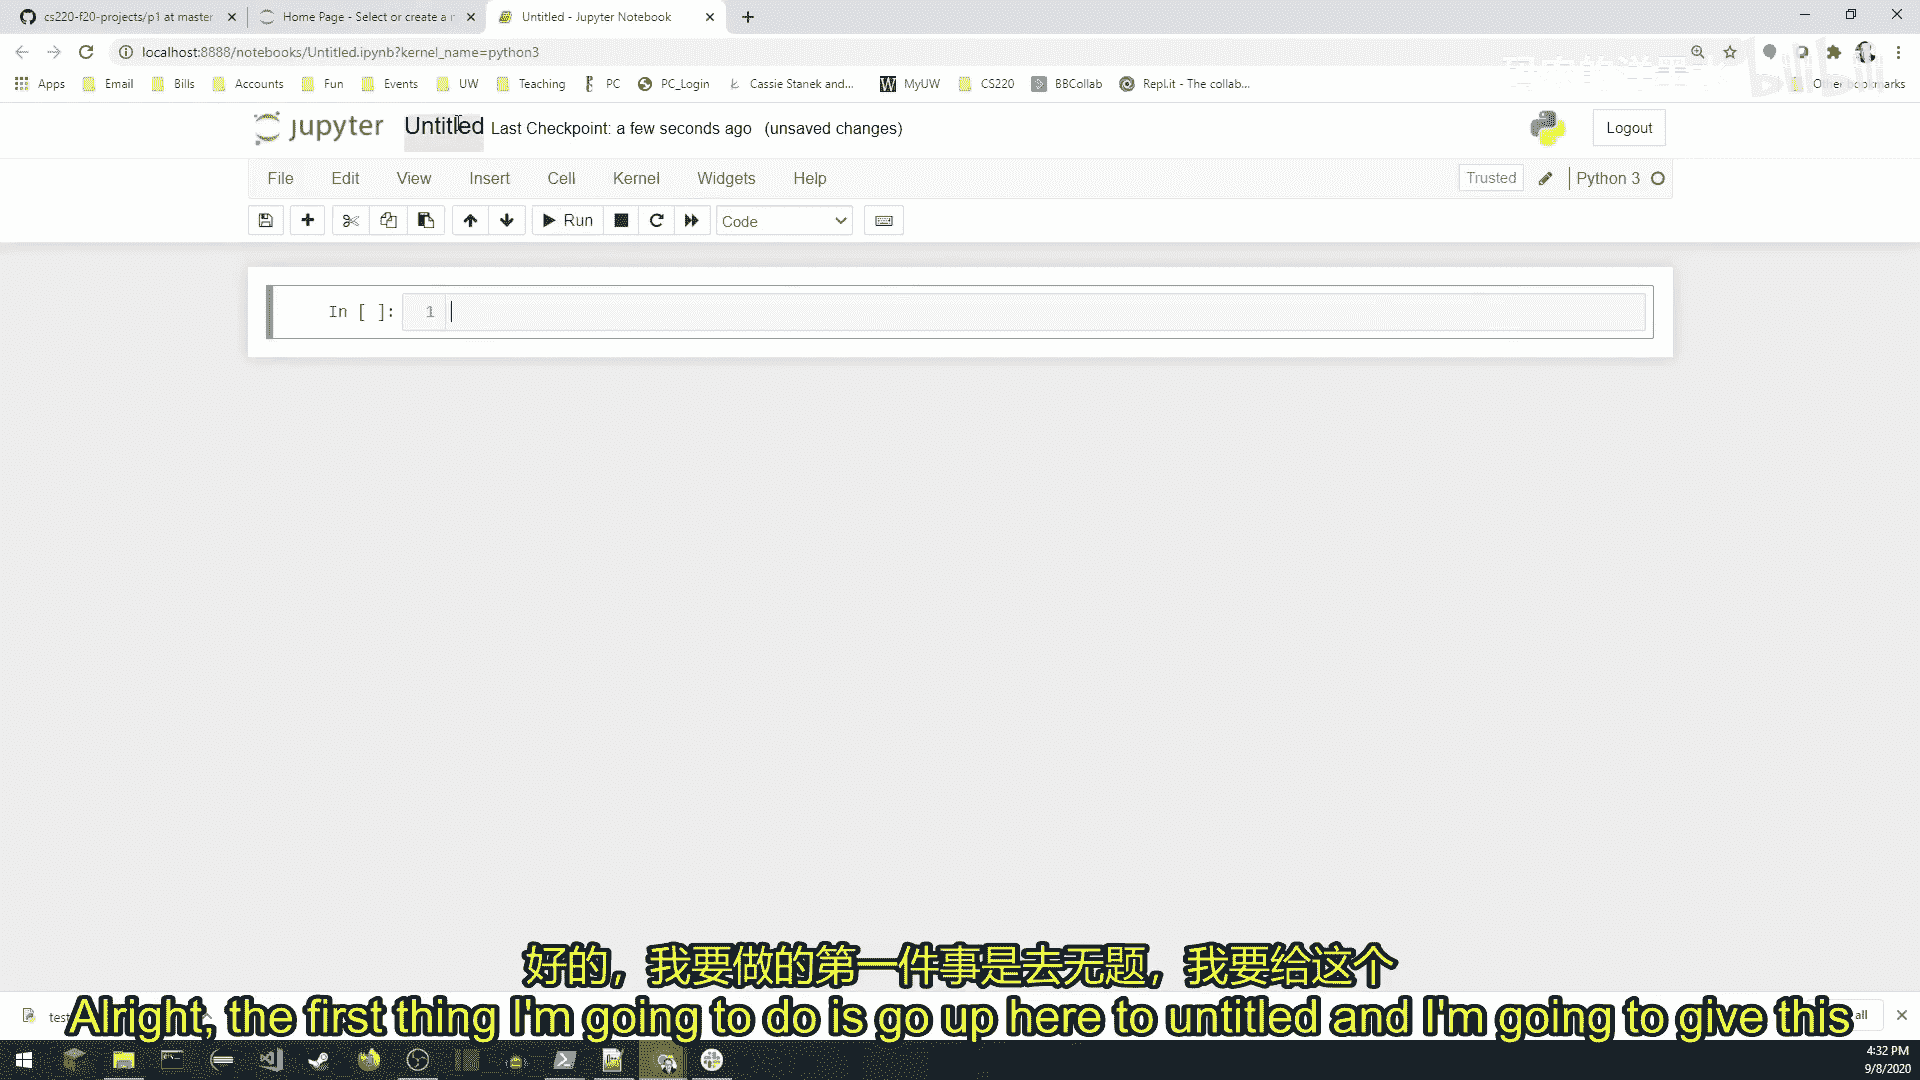 cs220-f20-projects/p1 at master
Home Page - Select or create a n
Untitled - Jupyter Notebook
localhost:8888/notebooks/Untitled.ipynb?kernel_name=python3
Apps Email Bills Accounts Fun Events UW Teaching PC PC_Login Cassie Stanek and... MyUW CS220 BBCollab Repl.it - The collab... Other bookmarks
bilibili
jupyter Untitled Last Checkpoint: a few seconds ago (unsaved changes) Logout
File Edit View Insert Cell Kernel Widgets Help Trusted Python 3
Run Code
In [ ]: 1
好的，我要做的第一件事是去无题，我要给这个
test
Alright, the first thing I'm going to do is go up here to untitled and I'm going to give this
all
4:32 PM
9/8/2020